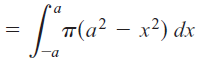 = ∫_{-a}^{a} π(a² − x²) dx